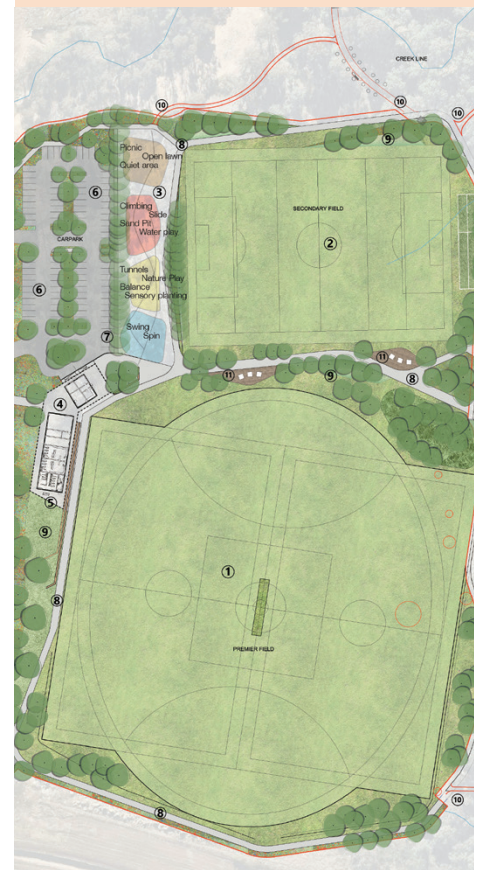 CREEK LINE
10
10
10
8
9
Picnic
Open lawn
Quiet area
6
3
Climbing
Slide
Sand Pit
Water play
SECONDARY FIELD
2
CARPARK
Tunnels
Nature Play
Balance
Sensory planting
6
Swing
Spin
7
11
11
9
8
4
5
9
1
8
PREMIER FIELD
10
8